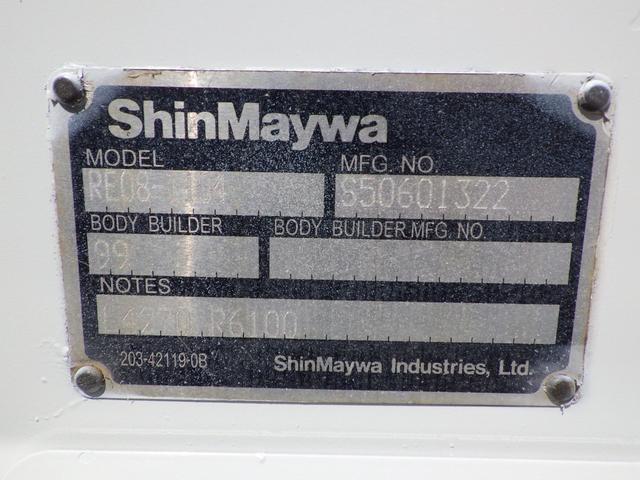 ShinMaywa
MODEL MFG. NO.
S50601322
BODY BUILDER BODY BUILDER MFG. NO.
99
NOTES
R6100
203-42119-0B ShinMaywa Industries, Ltd.